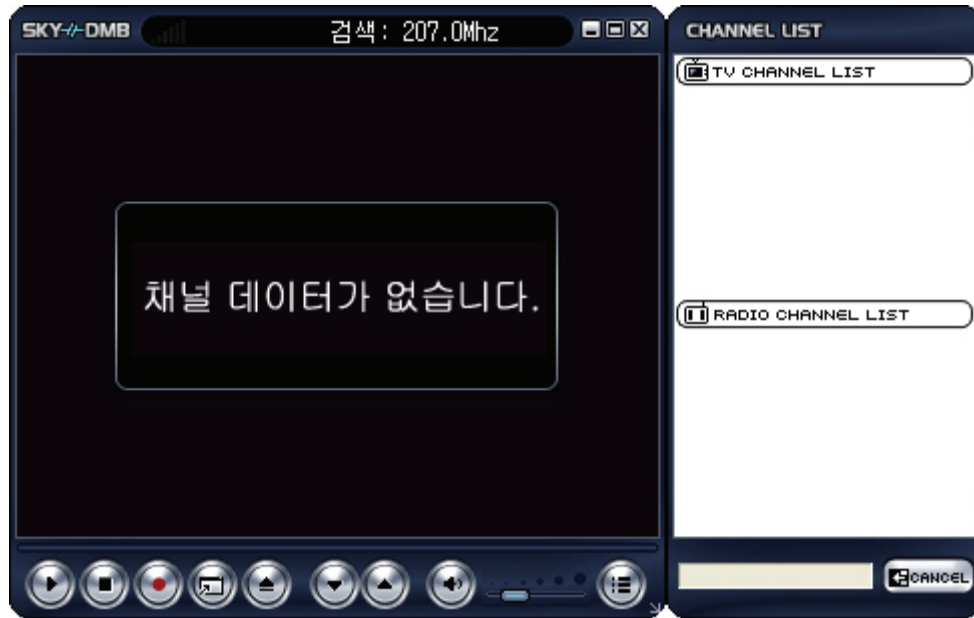 SKY DMB
검색: 207.0Mhz
CHANNEL LIST
TV CHANNEL LIST
채널 데이터가 없습니다.
RADIO CHANNEL LIST
CANCEL